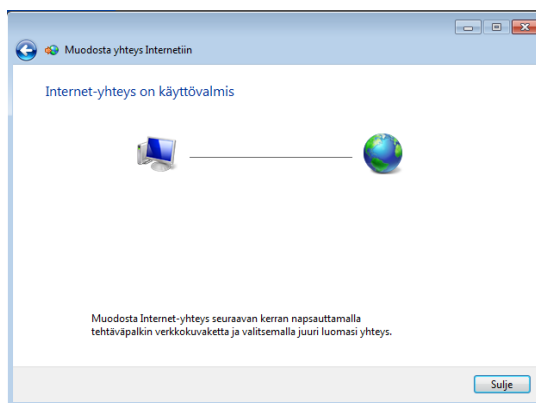 Muodosta yhteys Internetiin
Internet-yhteys on käyttövalmis
Muodosta Internet-yhteys seuraavan kerran napsauttamalla
tehtäväpalkin verkkokuvaketta ja valitsemalla juuri luomasi yhteys.
Sulje